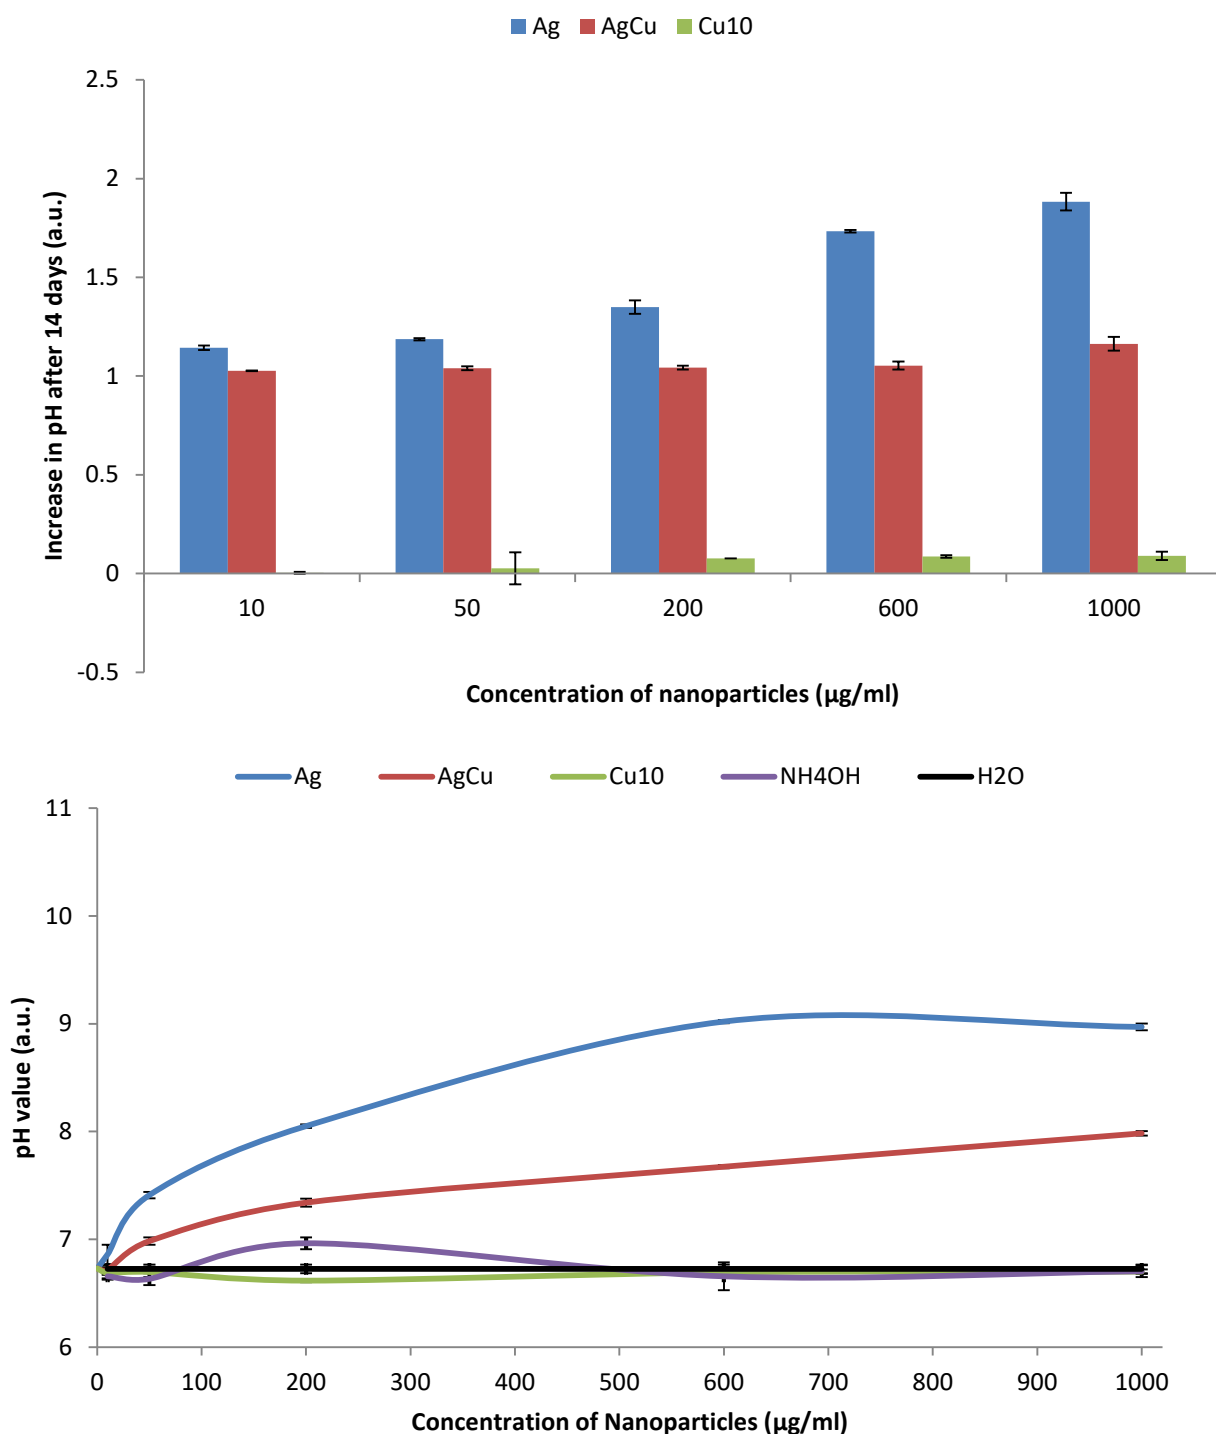 Ag AgCu Cu10
2.5
2
1.5
1
0.5
0
-0.5
Increase in pH after 14 days (a.u.)
10 50 200 600 1000
Concentration of nanoparticles (µg/ml)
Ag AgCu Cu10 NH4OH H2O
11
10
9
8
7
6
pH value (a.u.)
0 100 200 300 400 500 600 700 800 900 1000
Concentration of Nanoparticles (µg/ml)